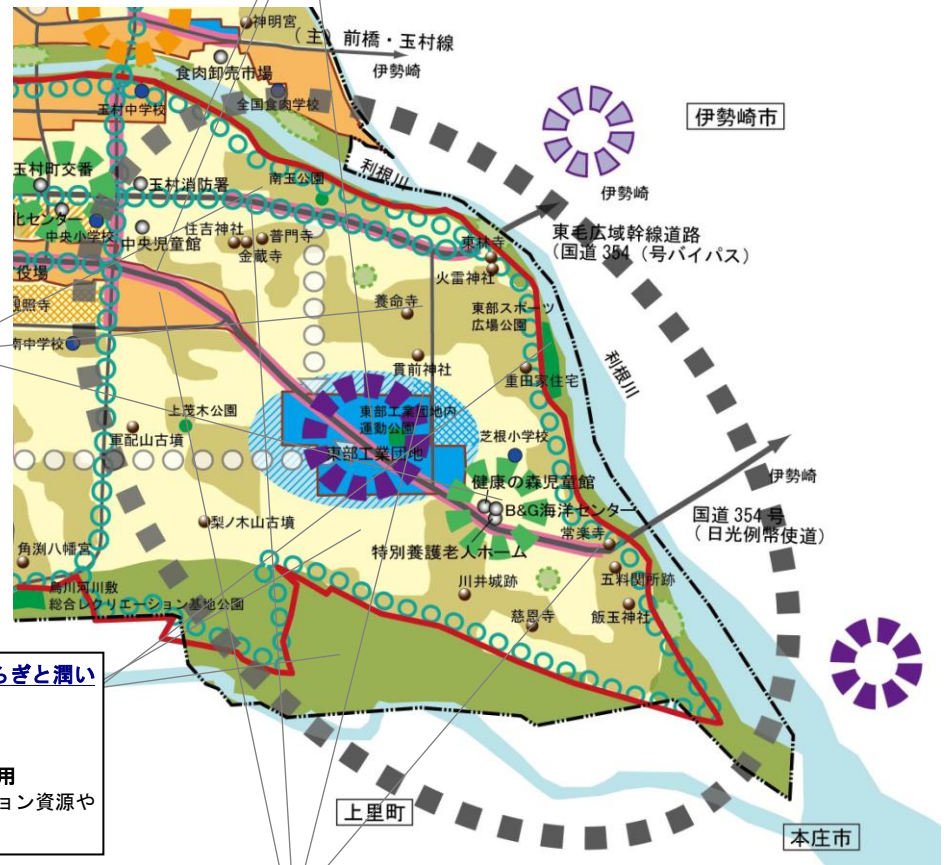 神明宮
(主)前橋・玉村線
伊勢崎
食肉卸売市場
玉村中学校
全国食肉学校
伊勢崎市
利根川
伊勢崎
玉村町交番
玉村消防署
南玉公園
化センター
中央小学校
中央児童館
住吉神社
普門寺
金蔵寺
東林寺
火雷神社
東毛広域幹線道路
(国道354(号バイパス)
役場
観照寺
南中学校
養命寺
東部スポーツ
広場公園
貫前神社
重田家住宅
利根川
上茂木公園
軍配山古墳
東部工業団地内
運動公園
東部工業団地
芝根小学校
健康の森児童館
B&G海洋センター
特別養護老人ホーム
伊勢崎
国道354号
(日光例幣使道)
常楽寺
梨ノ木山古墳
角渕八幡宮
川井城跡
五料関所跡
慈恩寺
飯玉神社
烏川河川敷
総合レクリエーション基地公園
らぎと潤い
用
ョン資源や
上里町
本庄市